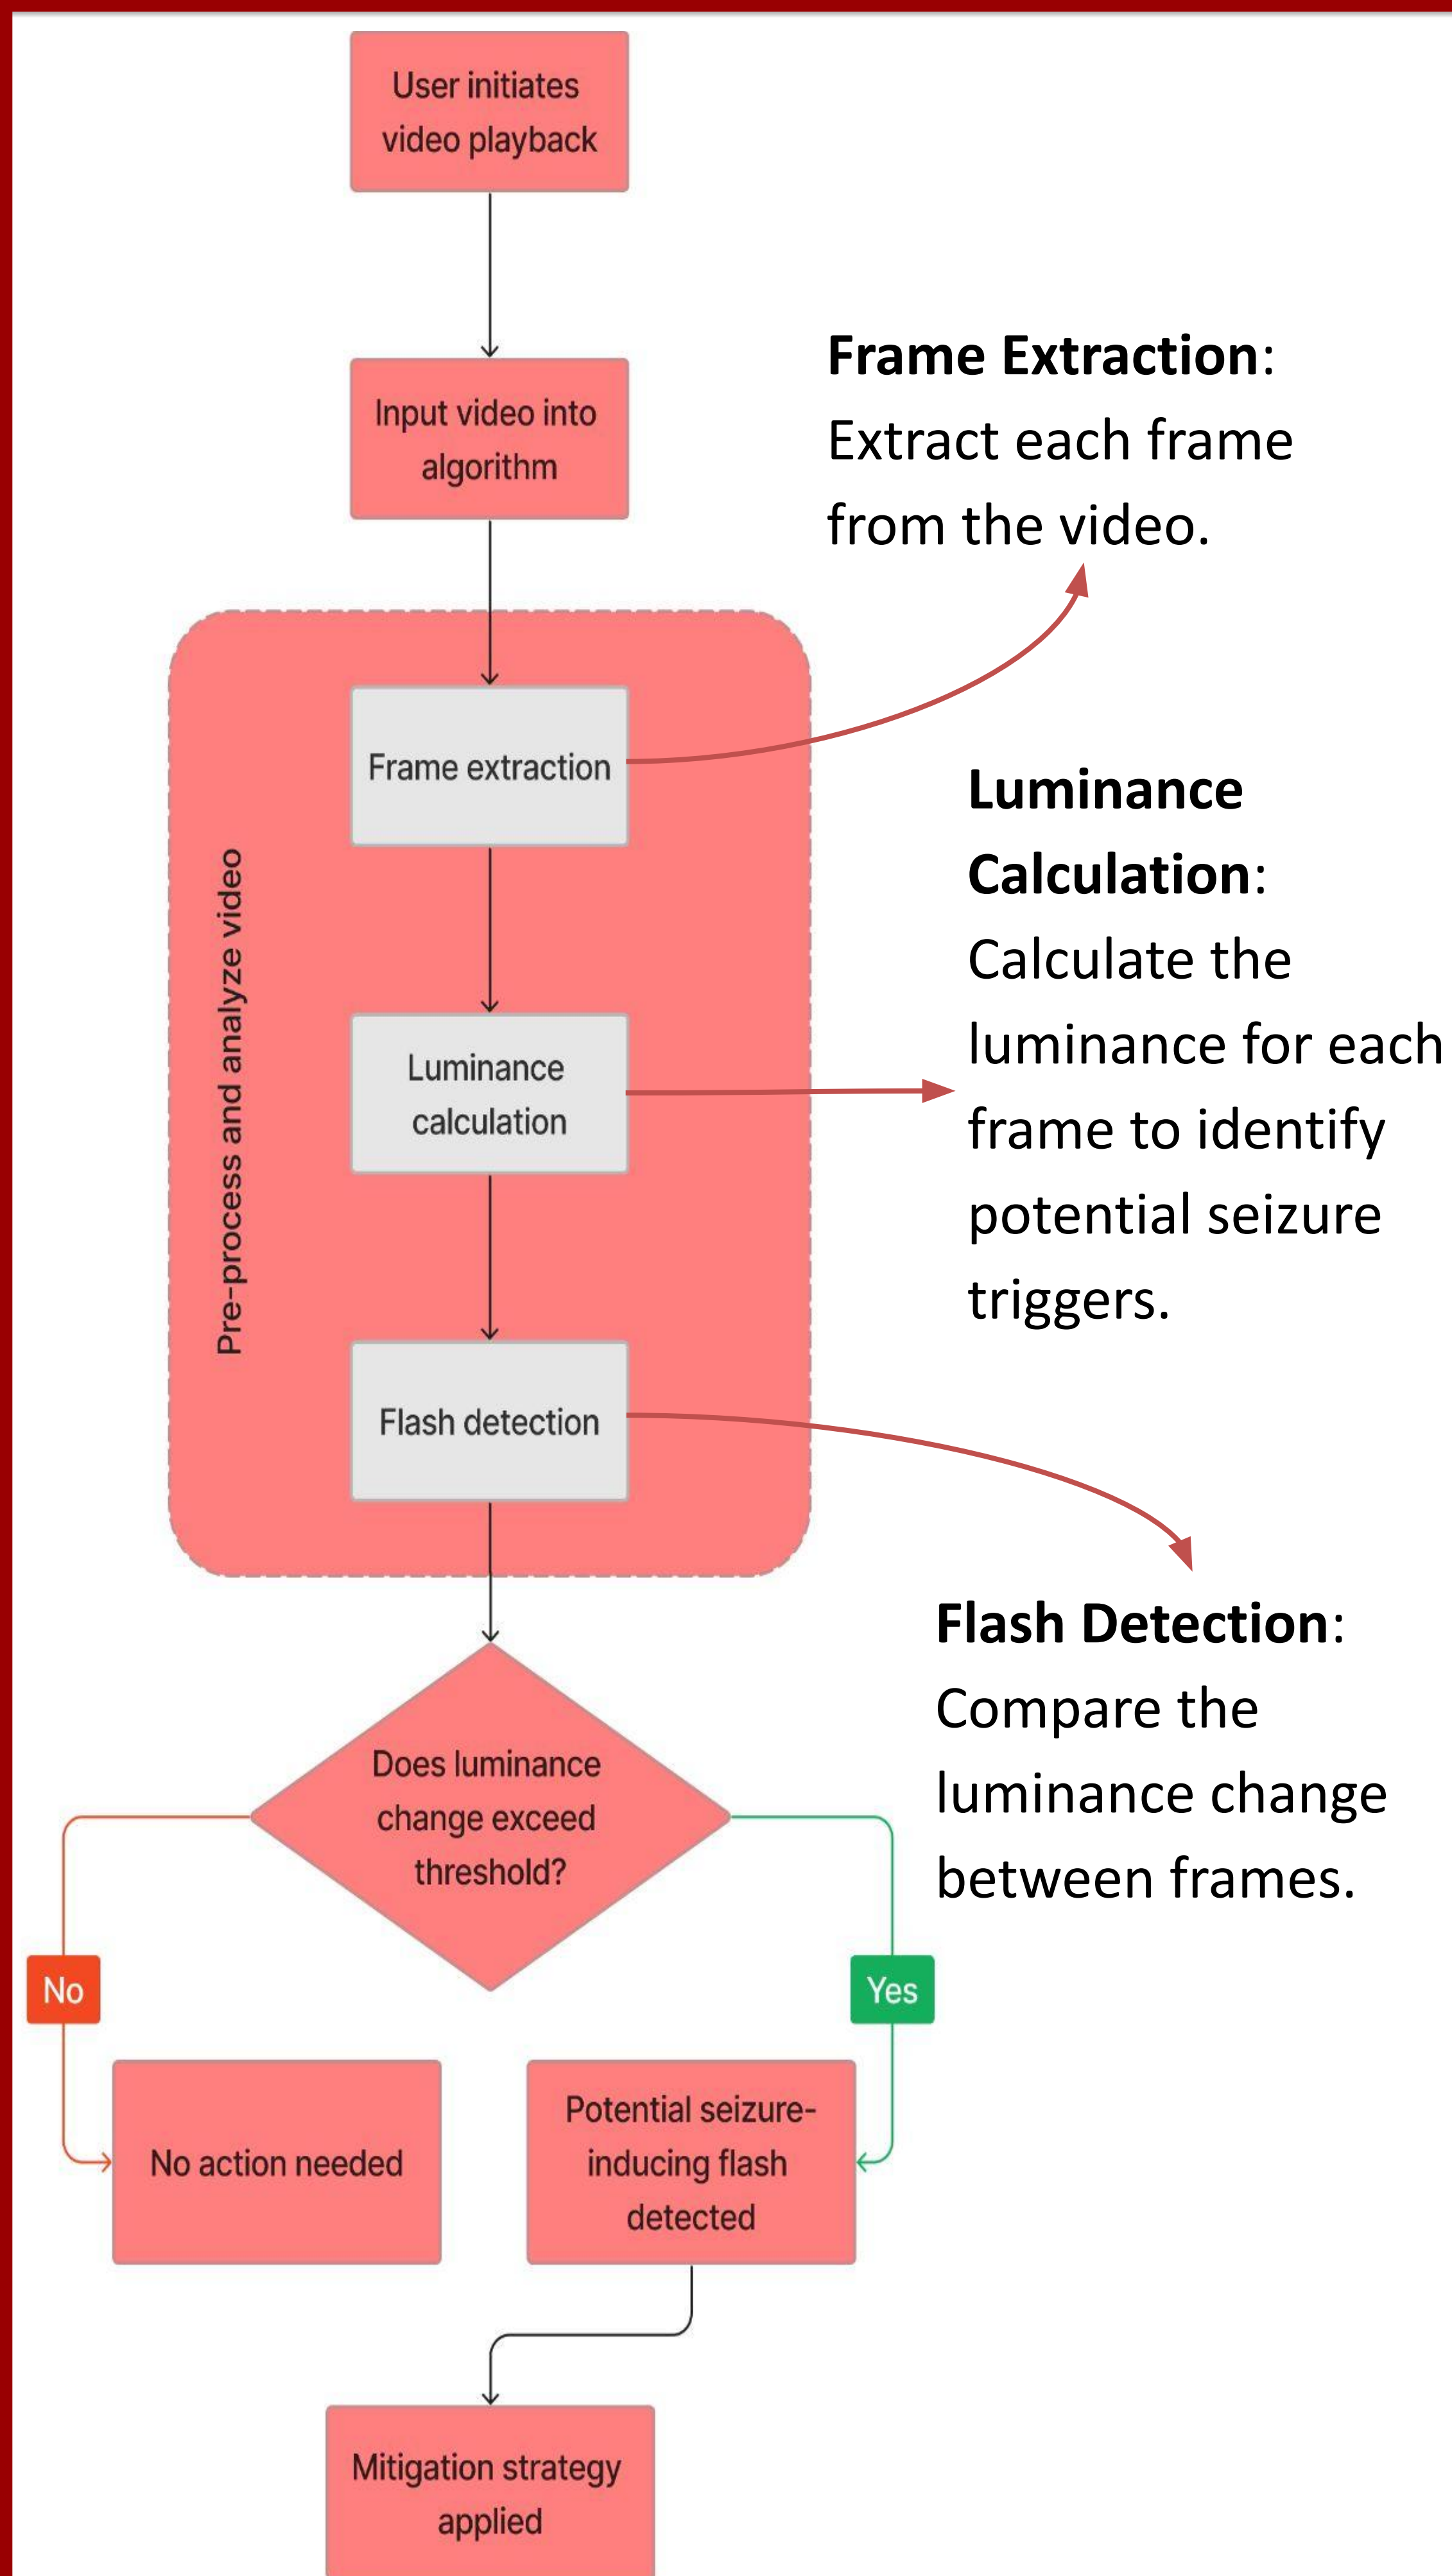 User initiates
video playback
Input video into
algorithm
Frame Extraction:
Extract each frame
from the video.
Pre-process and analyze video
Frame extraction
Luminance
calculation
Luminance
Calculation:
Calculate the
luminance for each
frame to identify
potential seizure
triggers.
Flash detection
Flash Detection:
Compare the
luminance change
between frames.
Does luminance
change exceed
threshold?
No
Yes
No action needed
Potential seizure-
inducing flash
detected
Mitigation strategy
applied